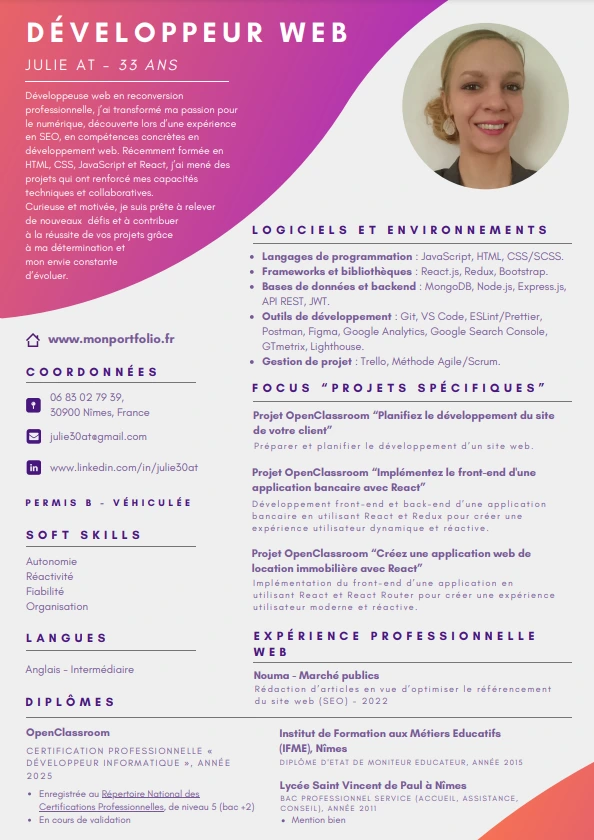 DÉVELOPPEUR WEB
JULIE AT - 33 ANS
Développeuse web en reconversion
professionnelle, j'ai transformé ma passion pour
le numérique, découverte lors d'une expérience
en SEO, en compétences concrètes en
développement web. Récemment formée en
HTML, CSS, JavaScript et React, j'ai mené des
projets qui ont renforcé mes capacités
techniques et collaboratives.
Curieuse et motivée, je suis prête à relever
de nouveaux défis et à contribuer
à la réussite de vos projets grâce
à ma détermination et
mon envie constante
d'évoluer.
www.monportfolio.fr
COORDONNÉES
06 83 02 79 39,
30900 Nîmes, France
julie30at@gmail.com
www.linkedin.com/in/julie30at
PERMIS B - VÉHICULÉE
SOFT SKILLS
Autonomie
Réactivité
Fiabilité
Organisation
LANGUES
Anglais - Intermédiaire
LOGICIELS ET ENVIRONNEMENTS
• Langages de programmation : JavaScript, HTML, CSS/SCSS.
• Frameworks et bibliothèques : React.js, Redux, Bootstrap.
• Bases de données et backend : MongoDB, Node.js, Express.js,
API REST, JWT.
• Outils de développement : Git, VS Code, ESLint/Prettier,
Postman, Figma, Google Analytics, Google Search Console,
GTmetrix, Lighthouse.
• Gestion de projet : Trello, Méthode Agile/Scrum.
FOCUS "PROJETS SPÉCIFIQUES"
Projet OpenClassroom "Planifiez le développement du site
de votre client"
Préparer et planifier le développement d'un site web.
Projet OpenClassroom "Implémentez le front-end d'une
application bancaire avec React"
Développement front-end et back-end d'une application
bancaire en utilisant React et Redux pour créer une
expérience utilisateur dynamique et réactive.
Projet OpenClassroom "Créez une application web de
location immobilière avec React"
Implémentation du front-end d'une application en
utilisant React et React Router pour créer une expérience
utilisateur moderne et réactive.
EXPÉRIENCE PROFESSIONNELLE
WEB
Nouma - Marché publics
Rédaction d'articles en vue d'optimiser le référencement
du site web (SEO) - 2022
DIPLÔMES
OpenClassroom
CERTIFICATION PROFESSIONNELLE «
DÉVELOPPEUR INFORMATIQUE », ANNÉE
2025
• Enregistrée au Répertoire National des
Certifications Professionnelles, de niveau 5 (bac +2)
• En cours de validation
Institut de Formation aux Métiers Educatifs
(IFME), Nîmes
DIPLÔME D'ETAT DE MONITEUR EDUCATEUR, ANNÉE 2015
Lycée Saint Vincent de Paul à Nîmes
BAC PROFESSIONNEL SERVICE (ACCUEIL, ASSISTANCE,
CONSEIL), ANNÉE 2011
• Mention bien